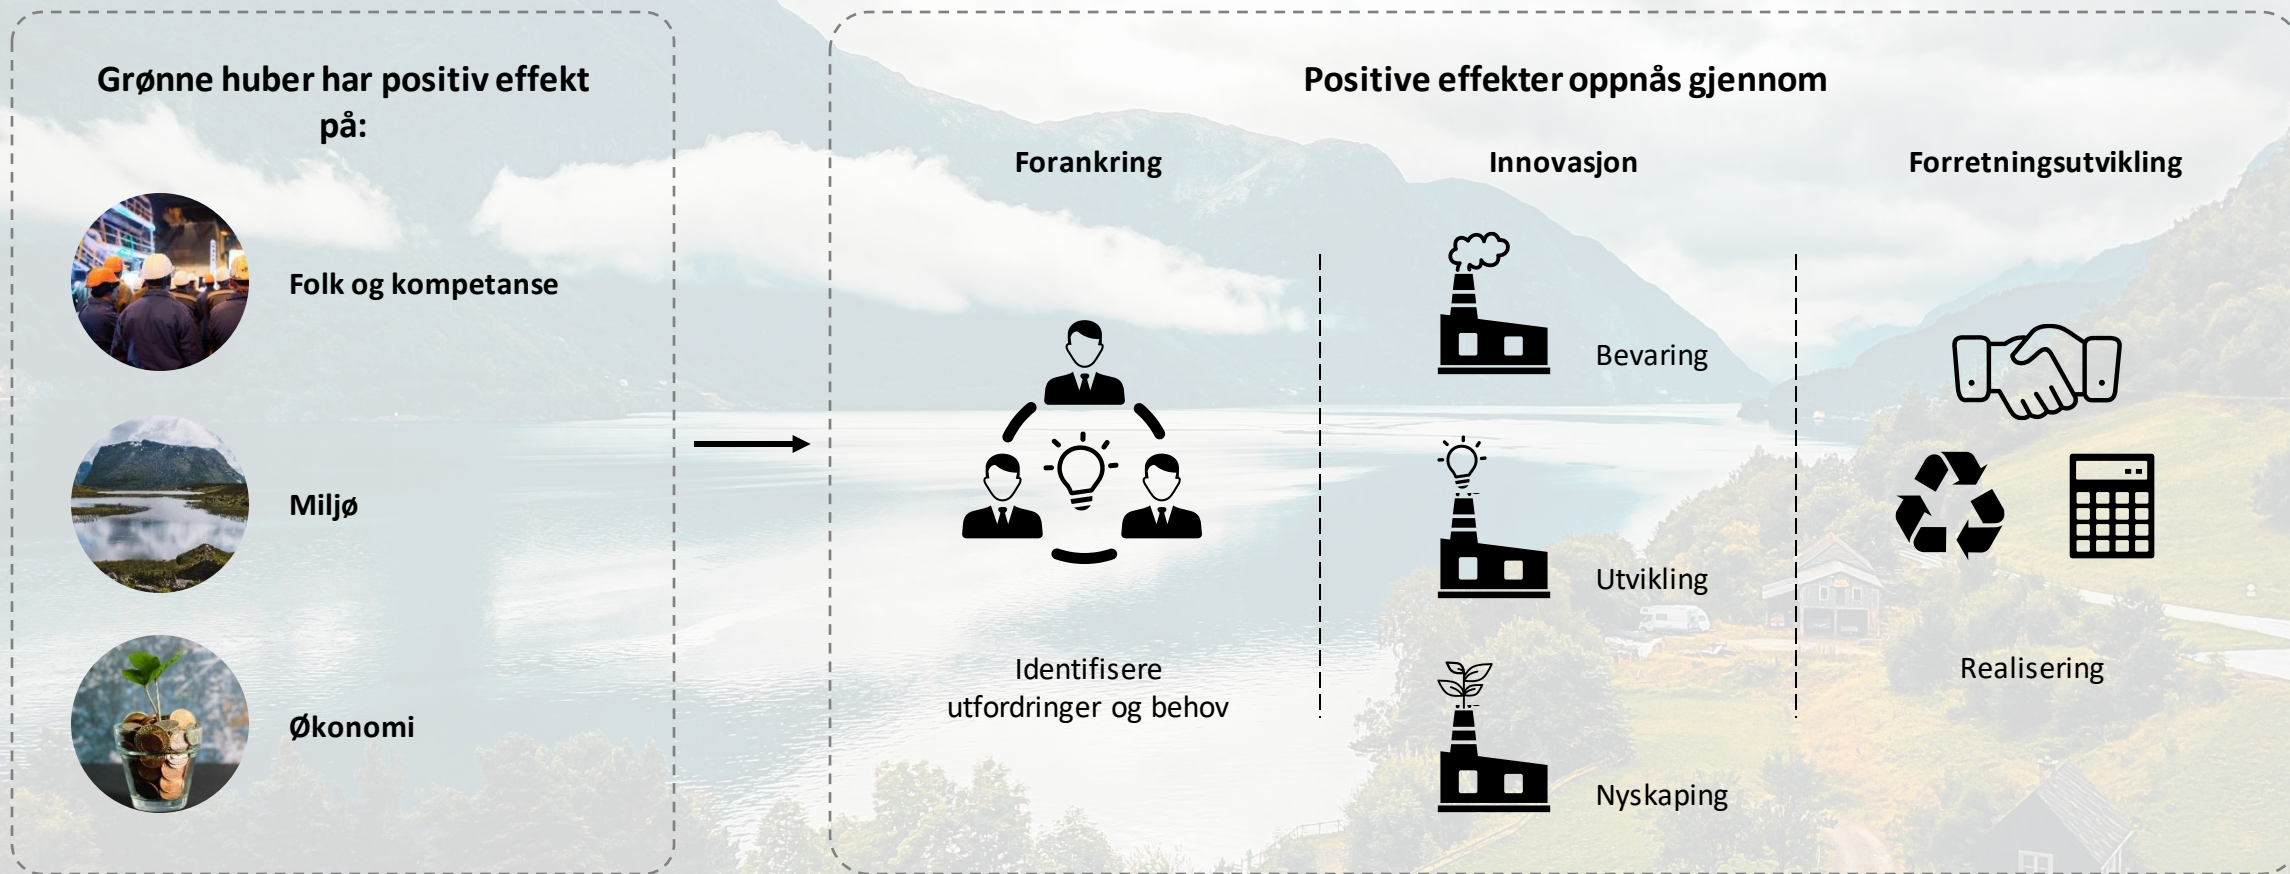 Grønne huber har positiv effekt
på:
Folk og kompetanse
Miljø
Økonomi
Positive effekter oppnås gjennom
Forankring
Identifisere
utfordringer og behov
Innovasjon
Bevaring
Utvikling
Nyskaping
Forretningsutvikling
Realisering